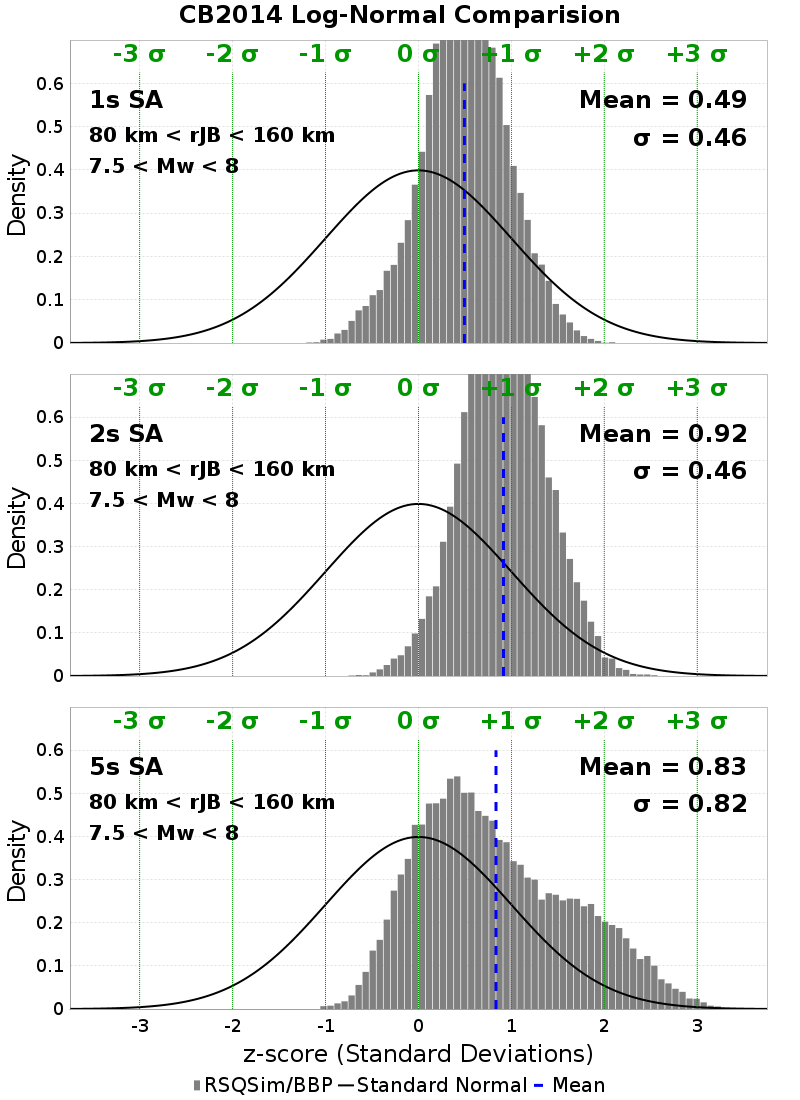 CB2014 Log-Normal Comparision
-3 σ -2 σ -1 σ 0 σ +1 σ +2 σ +3 σ
0.6
0.5
0.4
0.3
0.2
0.1
0
Density
1s SA
80 km < rJB < 160 km
7.5 < Mw < 8
Mean = 0.49
σ = 0.46
-3 σ -2 σ -1 σ 0 σ +1 σ +2 σ +3 σ
0.6
0.5
0.4
0.3
0.2
0.1
0
Density
2s SA
80 km < rJB < 160 km
7.5 < Mw < 8
Mean = 0.92
σ = 0.46
-3 σ -2 σ -1 σ 0 σ +1 σ +2 σ +3 σ
0.6
0.5
0.4
0.3
0.2
0.1
0
Density
5s SA
80 km < rJB < 160 km
7.5 < Mw < 8
Mean = 0.83
σ = 0.82
-3 -2 -1 0 1 2 3
z-score (Standard Deviations)
RSQSim/BBP Standard Normal Mean